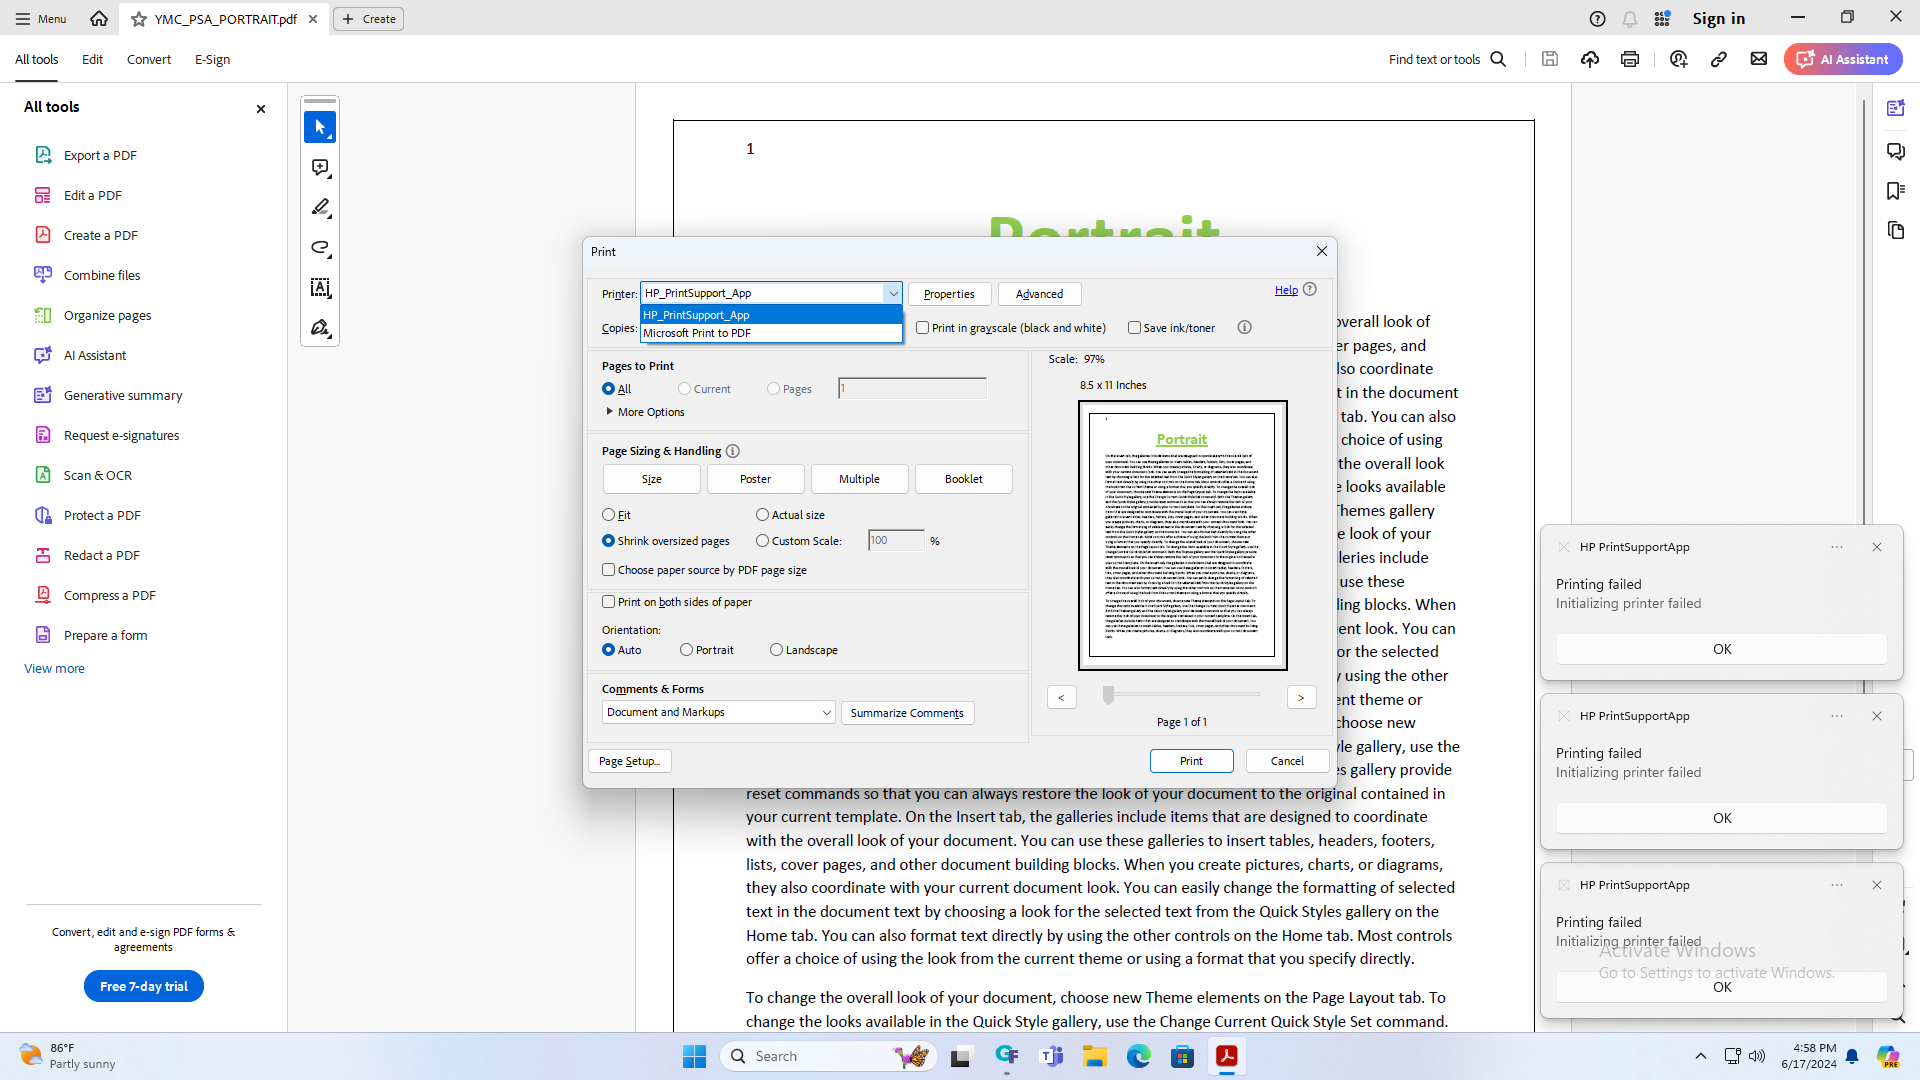 Menu
YMC_PSA_PORTRAIT.pdf
Create
Sign in
All tools
Edit
Convert
E-Sign
Find text or tools
AI Assistant
All tools
Export a PDF
Edit a PDF
Create a PDF
Combine files
Organize pages
AI Assistant
Generative summary
Request e-signatures
Scan & OCR
Protect a PDF
Redact a PDF
Compress a PDF
Prepare a form
View more
Convert, edit and e-sign PDF forms &
agreements
Free 7-day trial
1
Portrait
overall look of
er pages, and
lso coordinate
t in the document
tab. You can also
choice of using
the overall look
e looks available
Themes gallery
e look of your
lleries include
use these
ling blocks. When
ent look. You can
or the selected
y using the other
ent theme or
choose new
yle gallery, use the
es gallery provide
reset commands so that you can always restore the look of your document to the original contained in
your current template. On the Insert tab, the galleries include items that are designed to coordinate
with the overall look of your document. You can use these galleries to insert tables, headers, footers,
lists, cover pages, and other document building blocks. When you create pictures, charts, or diagrams,
they also coordinate with your current document look. You can easily change the formatting of selected
text in the document text by choosing a look for the selected text from the Quick Styles gallery on the
Home tab. You can also format text directly by using the other controls on the Home tab. Most controls
offer a choice of using the look from the current theme or using a format that you specify directly.
To change the overall look of your document, choose new Theme elements on the Page Layout tab. To
change the looks available in the Quick Style gallery, use the Change Current Quick Style Set command.
Print
Printer:
HP_PrintSupport_App
Properties
Advanced
Help
HP_PrintSupport_App
Microsoft Print to PDF
Copies:
Print in grayscale (black and white)
Save ink/toner
Pages to Print
All
Current
Pages
1
More Options
Page Sizing & Handling
Size
Poster
Multiple
Booklet
Fit
Actual size
Shrink oversized pages
Custom Scale:
100
%
Choose paper source by PDF page size
Print on both sides of paper
Orientation:
Auto
Portrait
Landscape
Comments & Forms
Document and Markups
Summarize Comments
Page Setup...
Scale: 97%
8.5 x 11 Inches
Portrait
<
>
Page 1 of 1
Print
Cancel
HP PrintSupportApp
Printing failed
Initializing printer failed
OK
HP PrintSupportApp
Printing failed
Initializing printer failed
OK
HP PrintSupportApp
Printing failed
Initializing printer failed
OK
Activate Windows
Go to Settings to activate Windows.
86°F
Partly sunny
Search
4:58 PM
6/17/2024
PRE